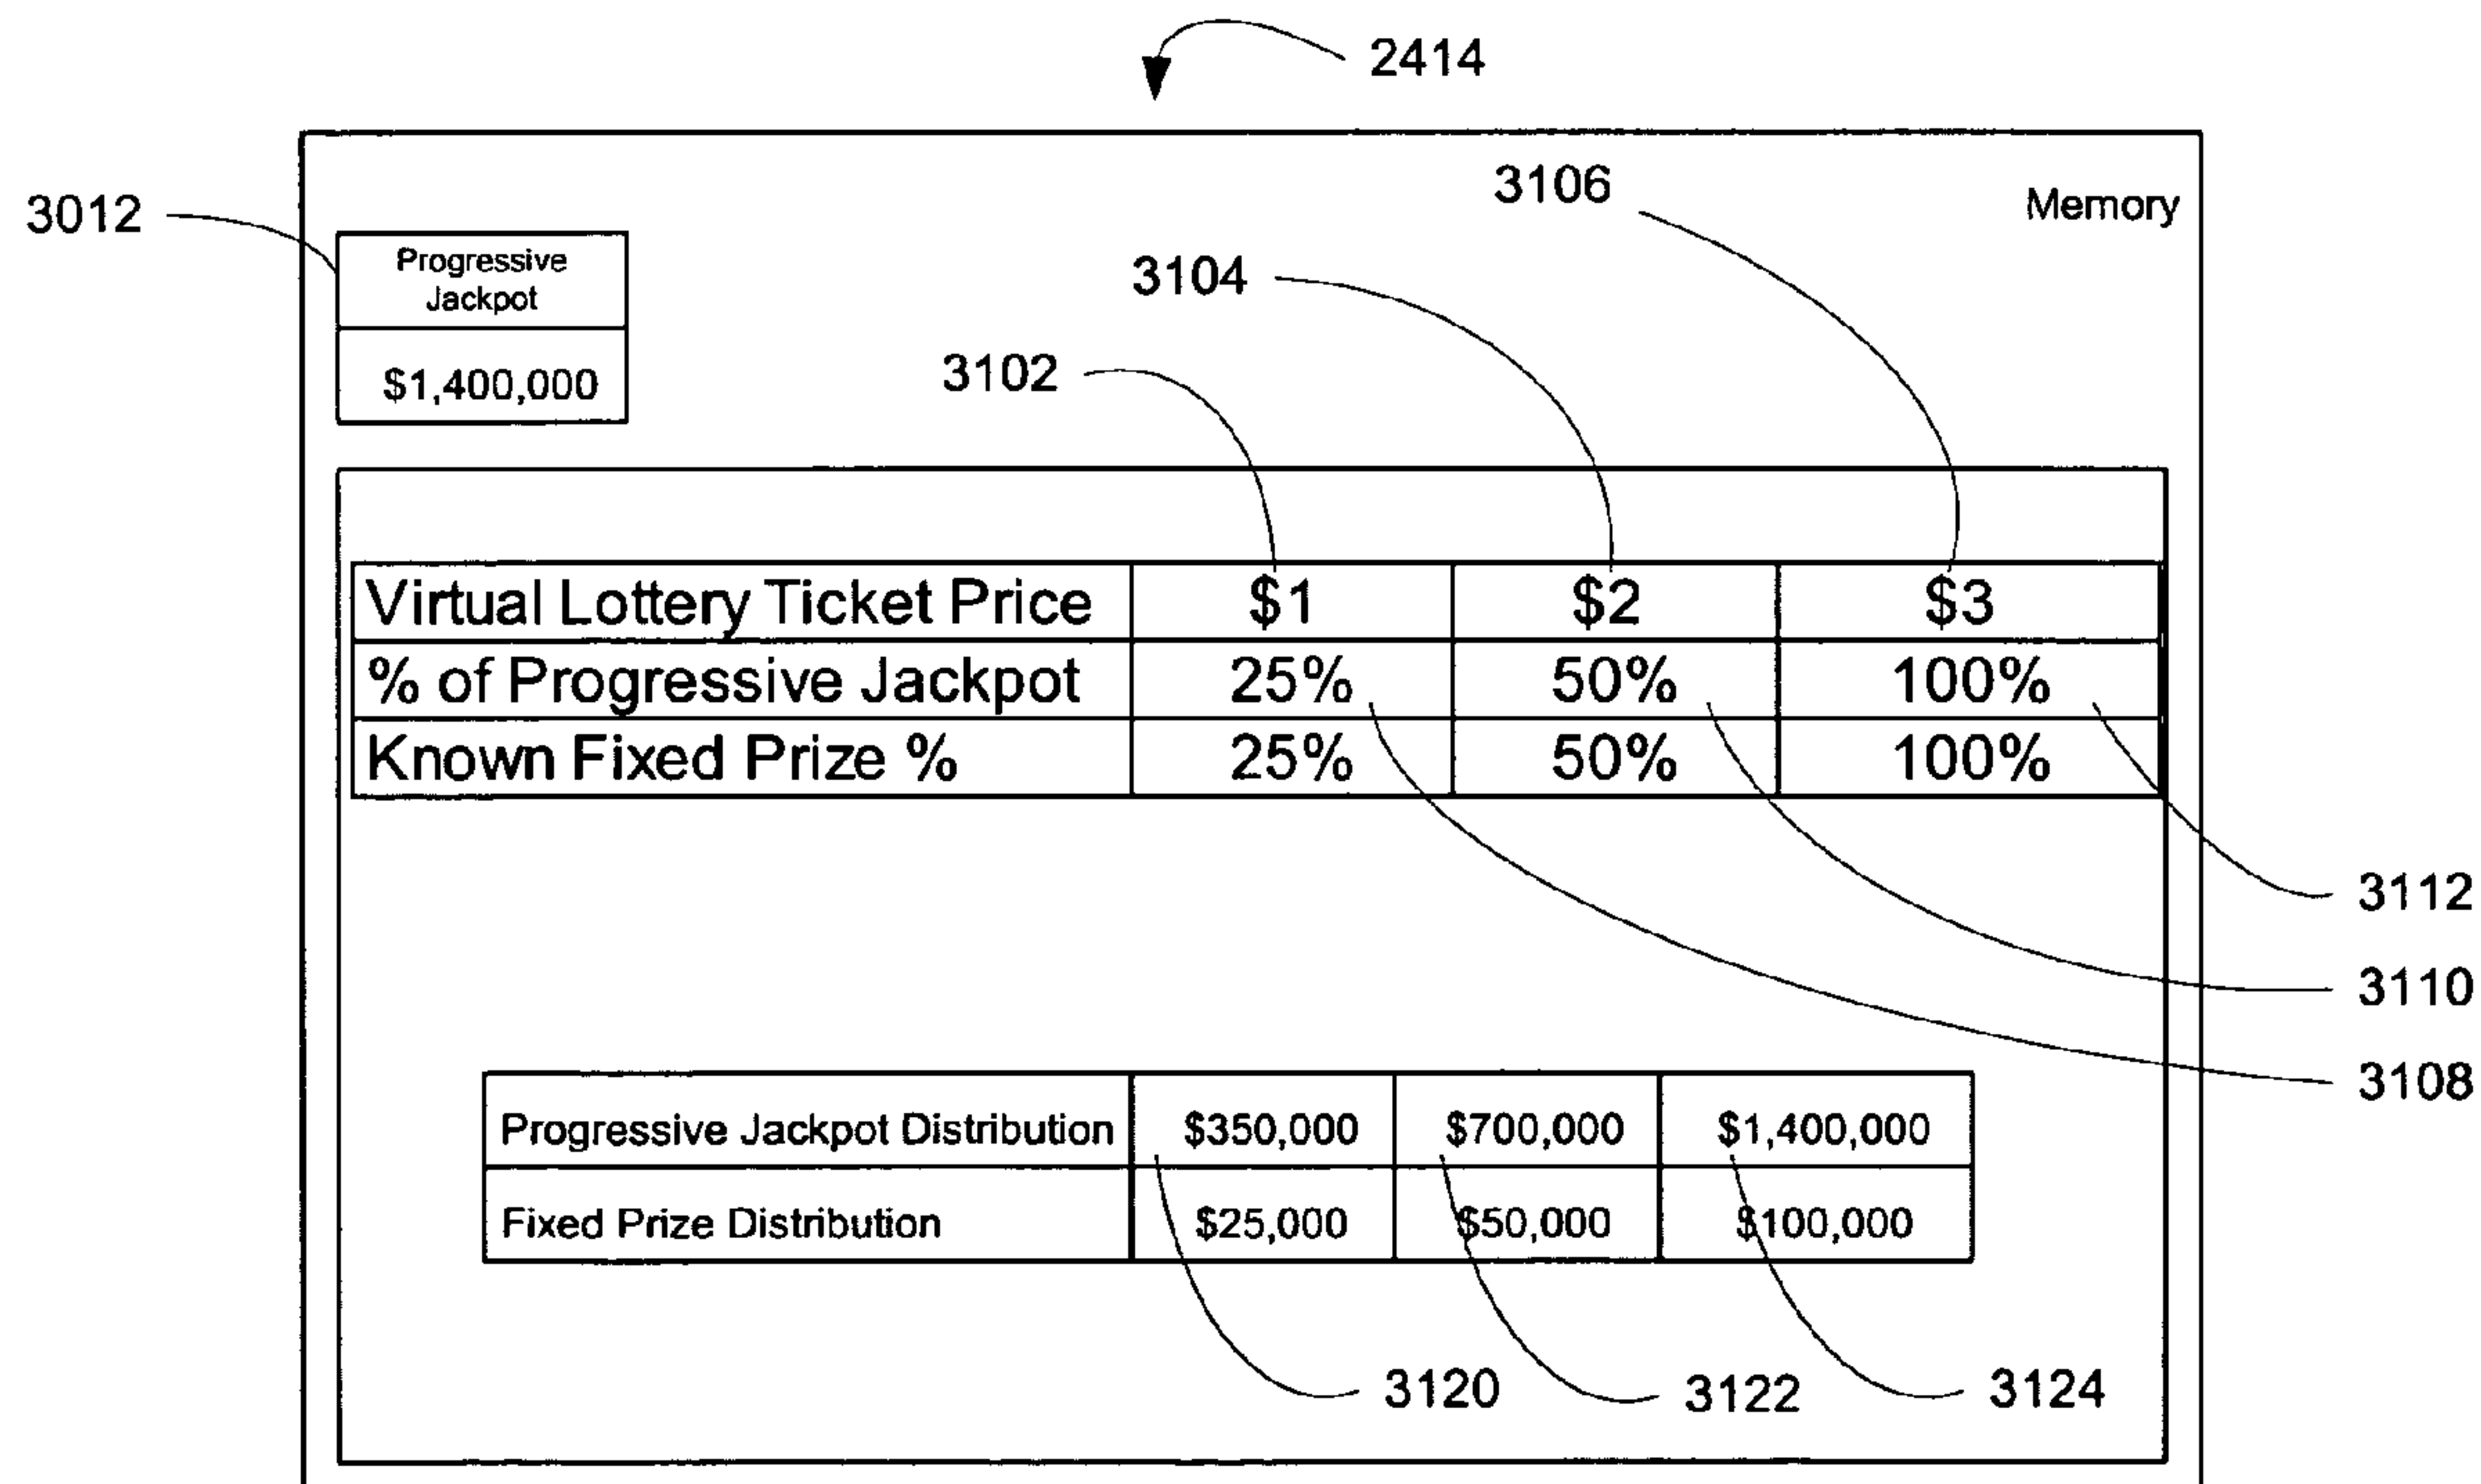 2414
3106
Memory
3012
Progressive
Jackpot
3104
3102
$1,400,000
Virtual Lottery Ticket Price $1 $2 $3
% of Progressive Jackpot 25% 50% 100%
Known Fixed Prize % 25% 50% 100%
3112
3110
3108
Progressive Jackpot Distribution $350,000 $700,000 $1,400,000
Fixed Prize Distribution $25,000 $50,000 $100,000
3120 3122 3124